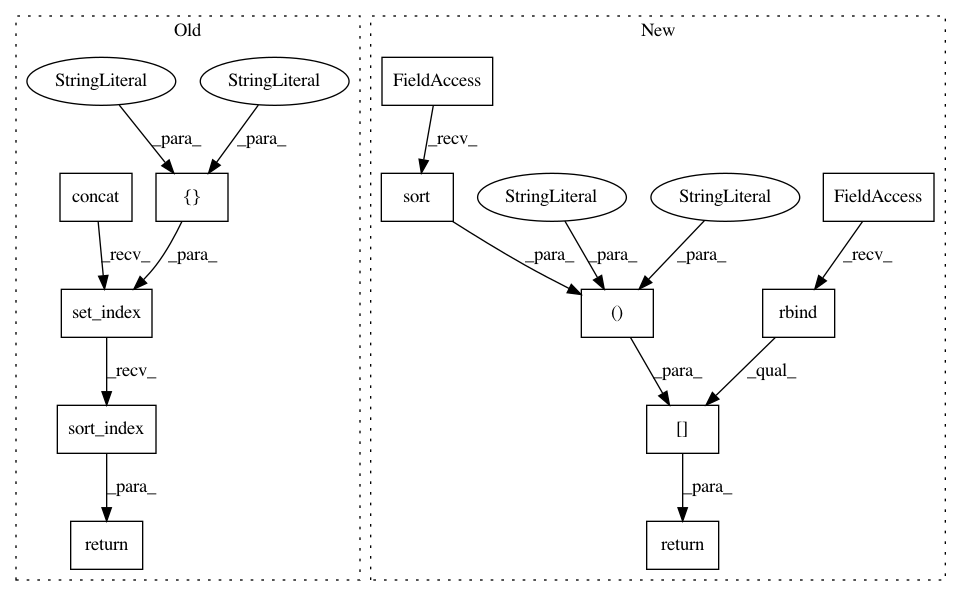 Old
New
StringLiteral
StringLiteral
FieldAccess
_para_
_para_
_recv_
concat
{}
sort
StringLiteral
StringLiteral
FieldAccess
_recv_
_para_
_para_
_para_
_para_
_recv_
set_index
()
rbind
_recv_
_para_
_qual_
sort_index
[]
_para_
_para_
return
return